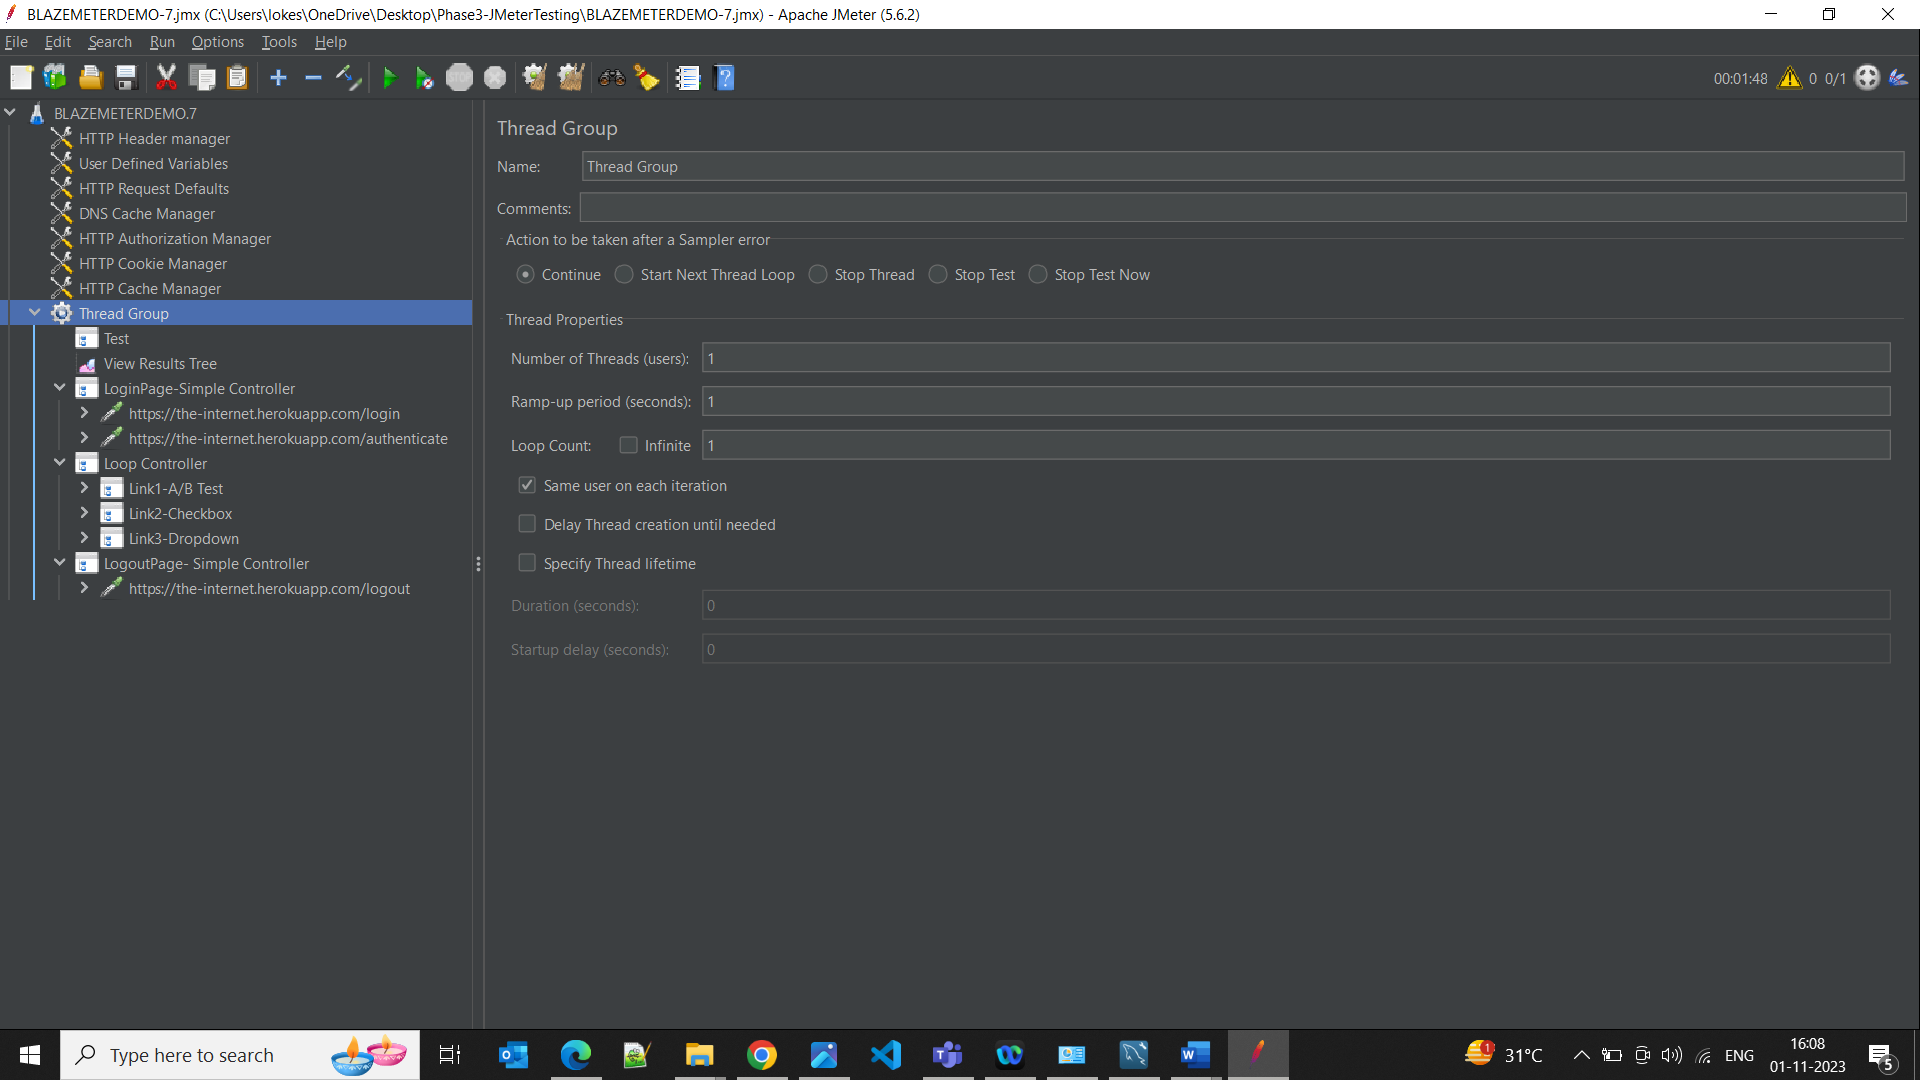 BLAZEMETERDEMO-7.jmx (C:\Users\lokes\OneDrive\Desktop\Phase3-JMeterTesting\BLAZEMETERDEMO-7.jmx) - Apache JMeter (5.6.2)
File Edit Search Run Options Tools Help
STOP
00:01:48 0 0/1
BLAZEMETERDEMO.7
HTTP Header manager
User Defined Variables
HTTP Request Defaults
DNS Cache Manager
HTTP Authorization Manager
HTTP Cookie Manager
HTTP Cache Manager
Thread Group
Test
View Results Tree
LoginPage-Simple Controller
https://the-internet.herokuapp.com/login
https://the-internet.herokuapp.com/authenticate
Loop Controller
Link1-A/B Test
Link2-Checkbox
Link3-Dropdown
LogoutPage- Simple Controller
https://the-internet.herokuapp.com/logout
Thread Group
Name: Thread Group
Comments:
Action to be taken after a Sampler error
Continue Start Next Thread Loop Stop Thread Stop Test Stop Test Now
Thread Properties
Number of Threads (users): 1
Ramp-up period (seconds): 1
Loop Count: Infinite 1
Same user on each iteration
Delay Thread creation until needed
Specify Thread lifetime
Duration (seconds): 0
Startup delay (seconds): 0
Type here to search
1 31°C ENG 16:08
01-11-2023
5